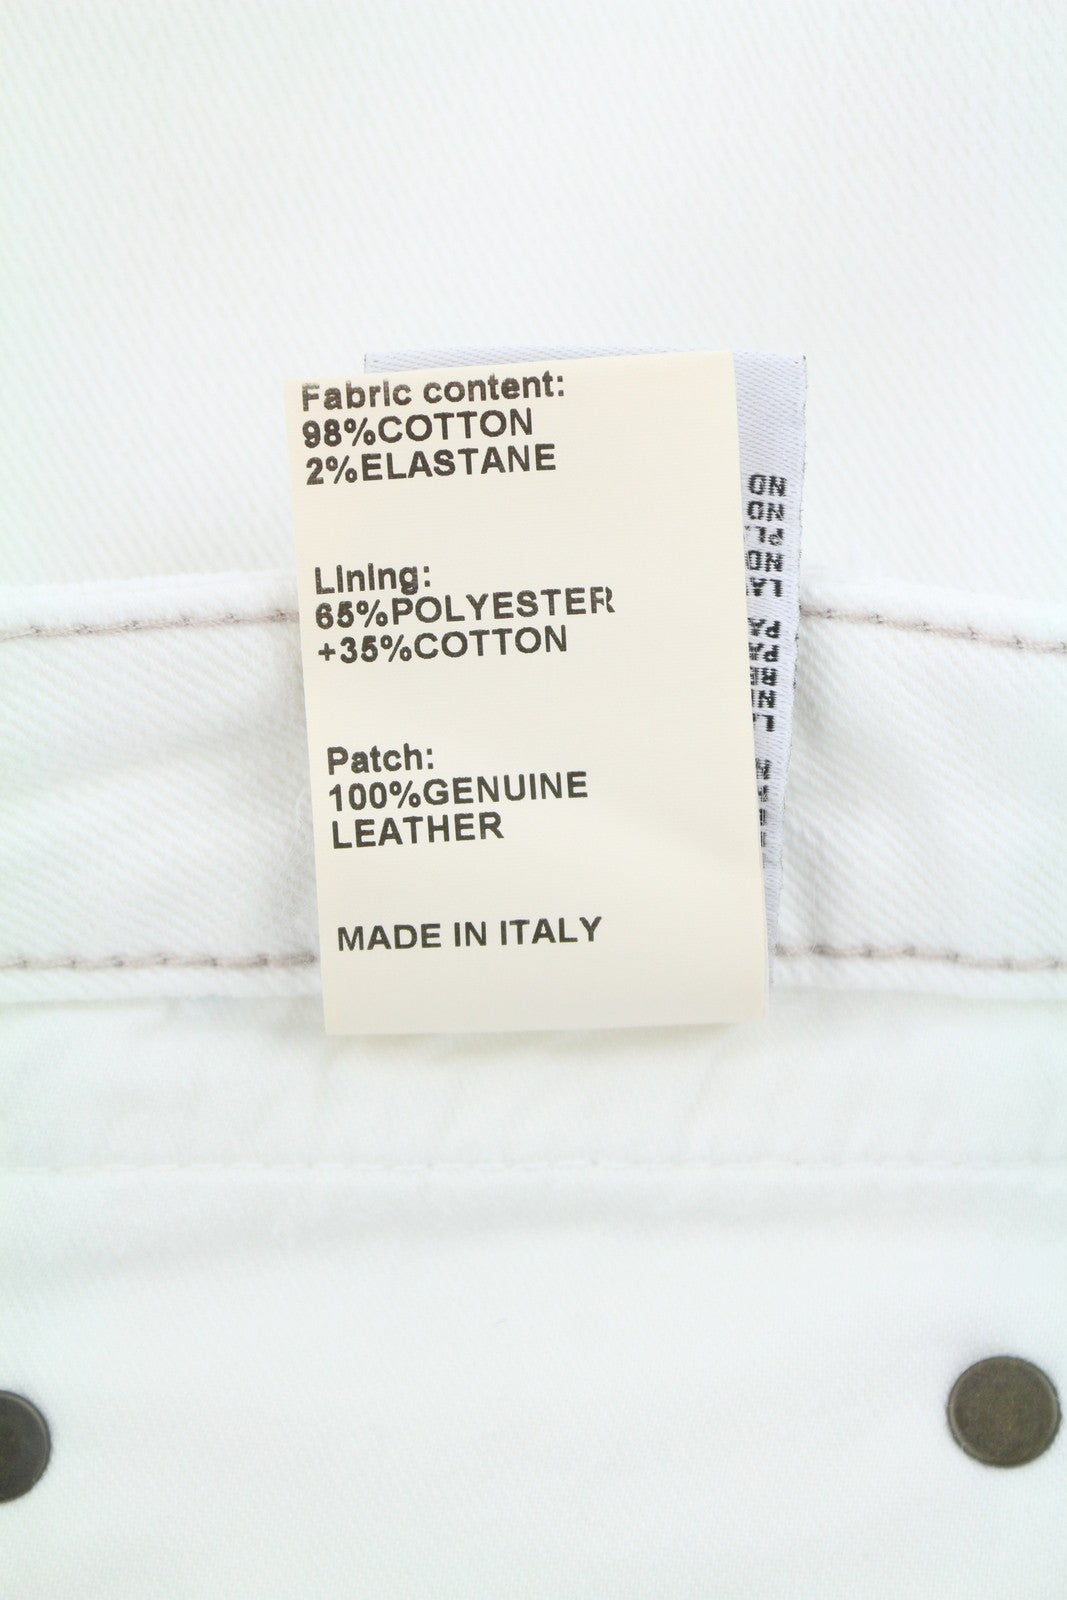 Fabric content:
98%COTTON
2%ELASTANE
Lining:
65%POLYESTER
+35%COTTON
Patch:
100%GENUINE
LEATHER
MADE IN ITALY